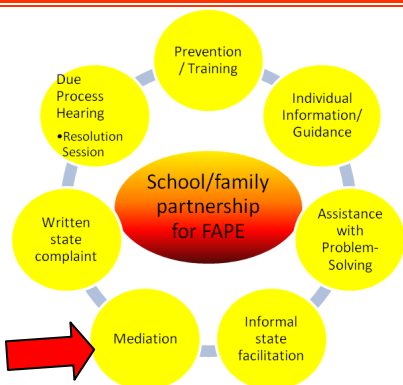 Prevention
/ Training
Individual
Information/
Guidance
Assistance
with
Problem-
Solving
Informal
state
facilitation
Mediation
Written
state
complaint
Due
Process
Hearing
•Resolution
Session
School/family
partnership
for FAPE